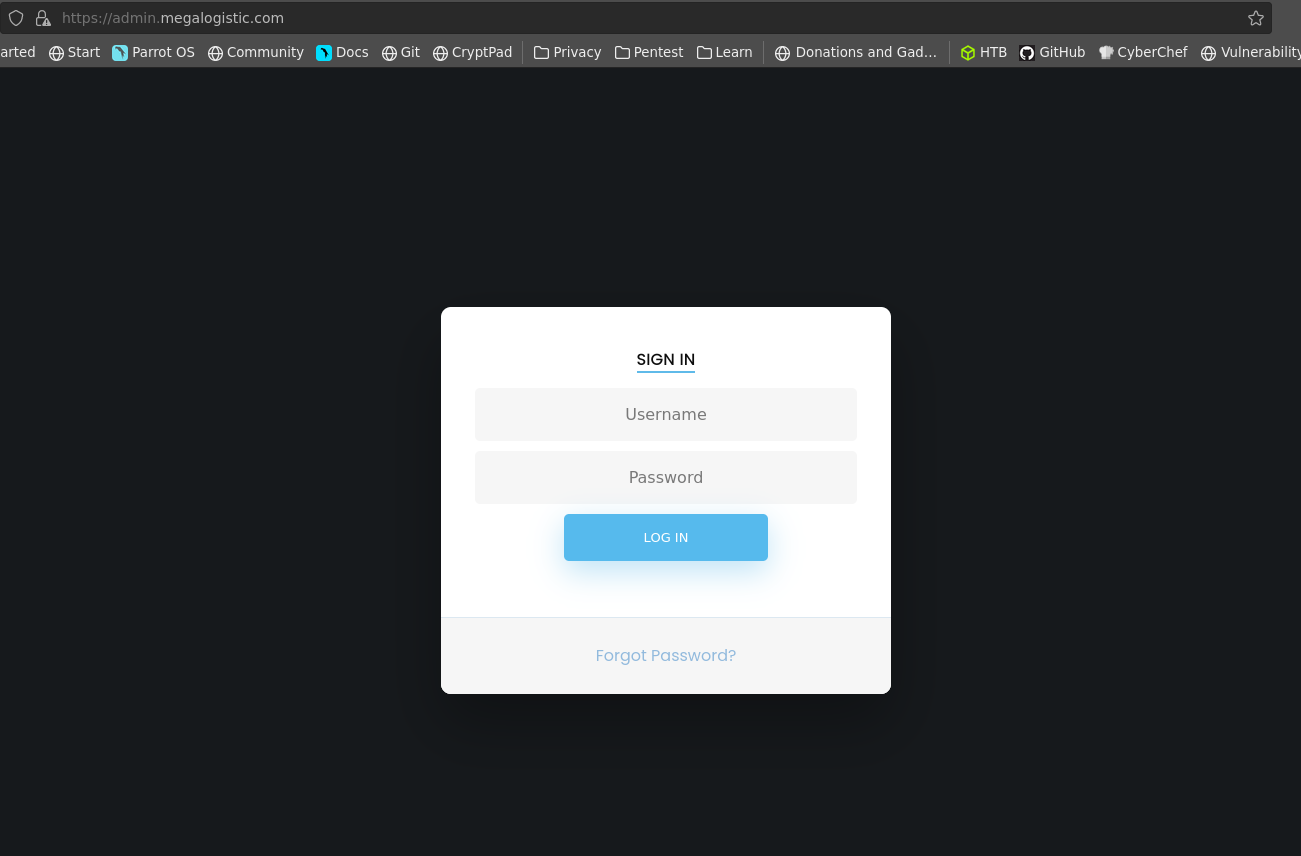 https://admin.megalogistic.com
arted Start Parrot OS Community Docs Git CryptPad Privacy Pentest Learn Donations and Gad... HTB GitHub CyberChef Vulnerability
SIGN IN
Username
Password
LOG IN
Forgot Password?